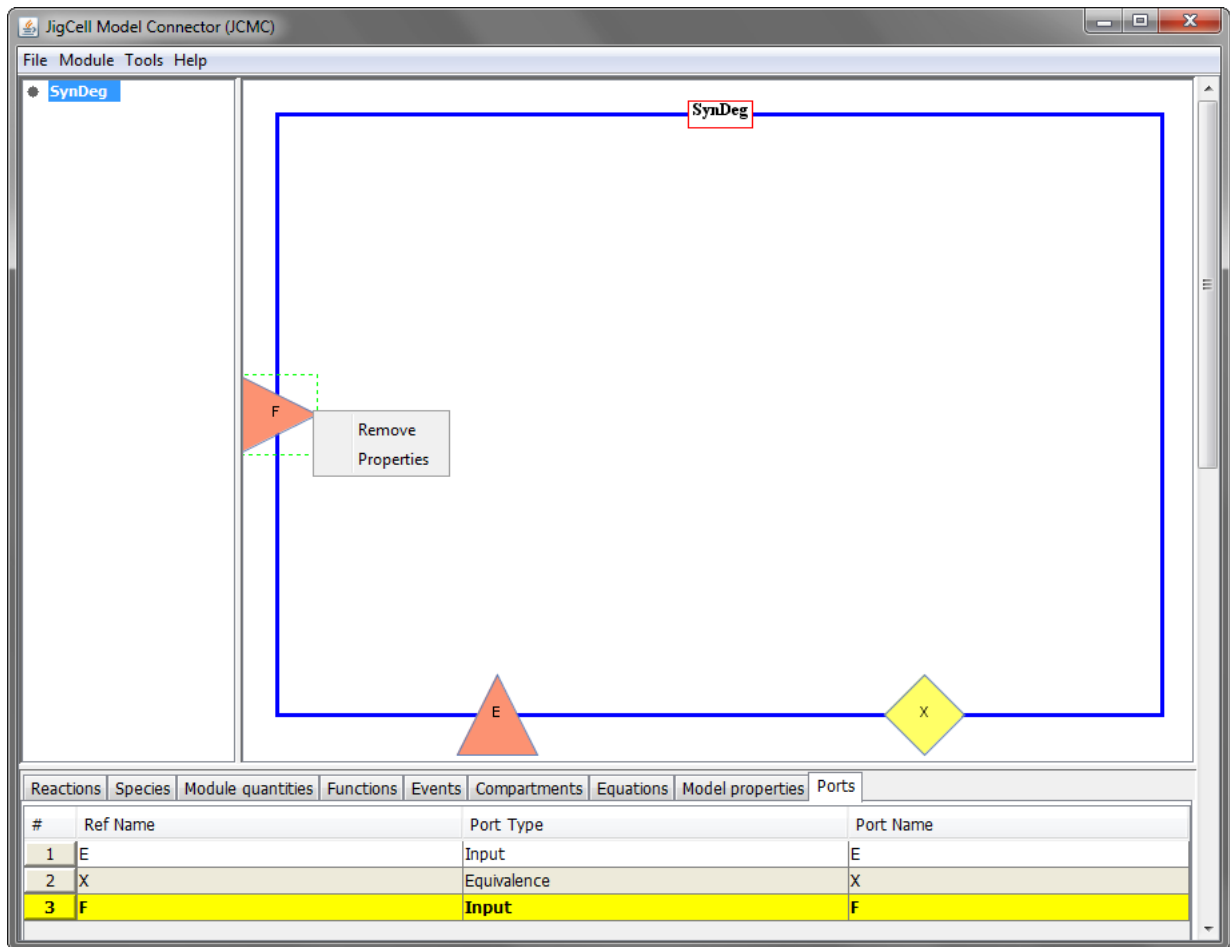 JigCell Model Connector (JCMC)
File Module Tools Help
SynDeg
SynDeg
F
Remove
Properties
E
X
Reactions Species Module quantities Functions Events Compartments Equations Model properties Ports
# Ref Name Port Type Port Name
1 E Input E
2 X Equivalence X
3 F Input F